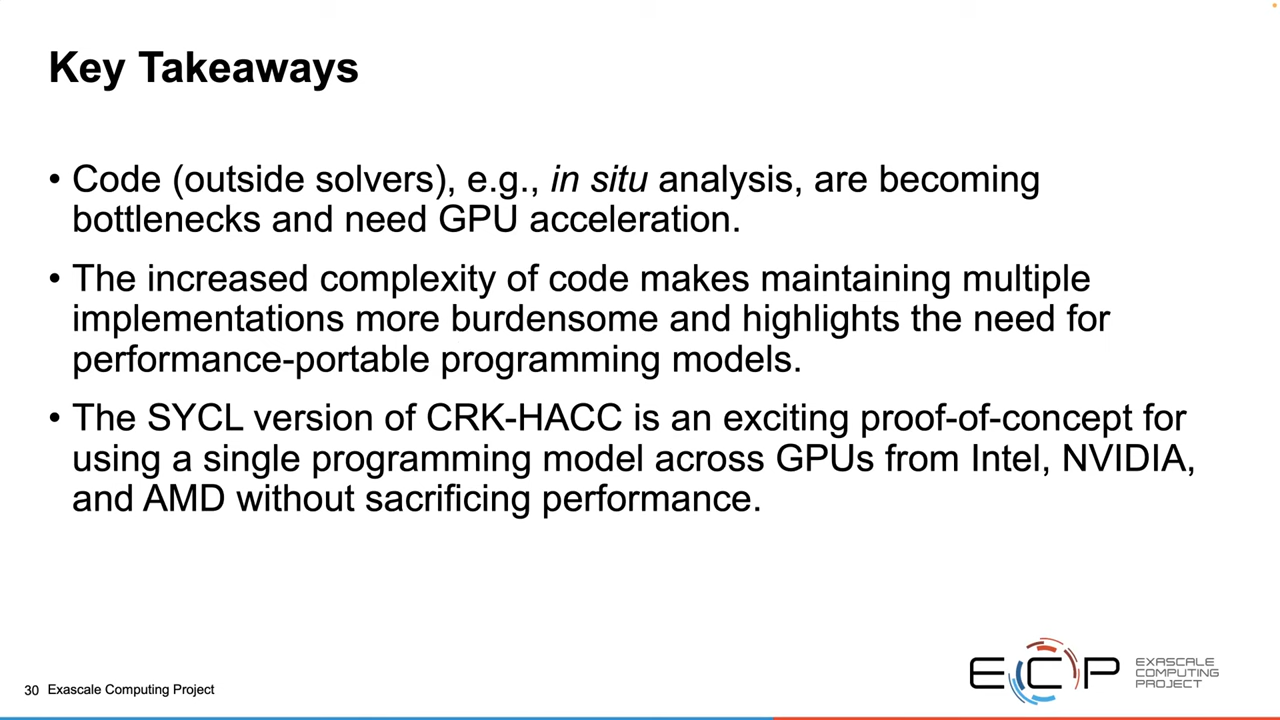 Key Takeaways
• Code (outside solvers), e.g., in situ analysis, are becoming
bottlenecks and need GPU acceleration.
• The increased complexity of code makes maintaining multiple
implementations more burdensome and highlights the need for
performance-portable programming models.
• The SYCL version of CRK-HACC is an exciting proof-of-concept for
using a single programming model across GPUs from Intel, NVIDIA,
and AMD without sacrificing performance.
30 Exascale Computing Project
ECP
EXASCALE
COMPUTING
PROJECT